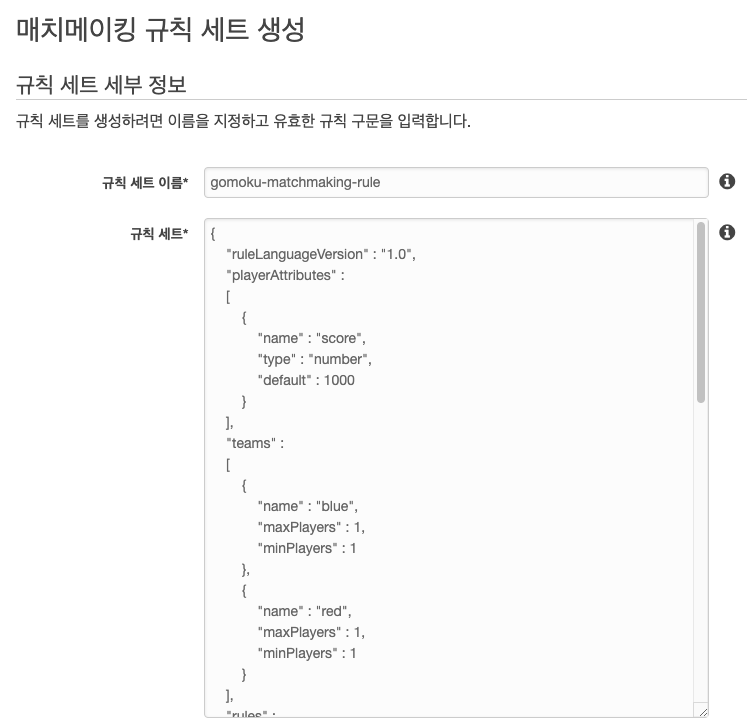 매치메이킹 규칙 세트 생성
규칙 세트 세부 정보
규칙 세트를 생성하려면 이름을 지정하고 유효한 규칙 구문을 입력합니다.
규칙 세트 이름* gomoku-matchmaking-rule
규칙 세트* {
"ruleLanguageVersion" : "1.0",
"playerAttributes" :
[
{
"name" : "score",
"type" : "number",
"default" : 1000
}
],
"teams" :
[
{
"name" : "blue",
"maxPlayers" : 1,
"minPlayers" : 1
},
{
"name" : "red",
"maxPlayers" : 1,
"minPlayers" : 1
}
],
"rules" :